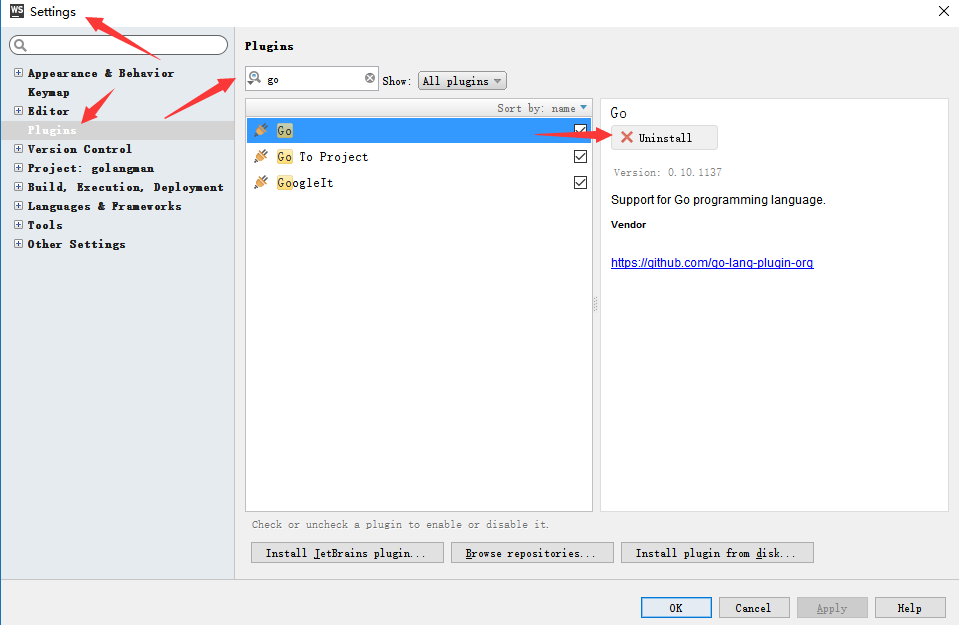 WS Settings
Appearance & Behavior
Keymap
Editor
Plugins
Version Control
Project: golangman
Build, Execution, Deployment
Languages & Frameworks
Tools
Other Settings
Plugins
go
Show: All plugins
Sort by: name
Go
Go To Project
GoogleIt
Check or uncheck a plugin to enable or disable it.
Install JetBrains plugin... Browse repositories... Install plugin from disk...
Go
Uninstall
Version: 0.10.1137
Support for Go programming language.
Vendor
https://github.com/go-lang-plugin-org
OK Cancel Apply Help